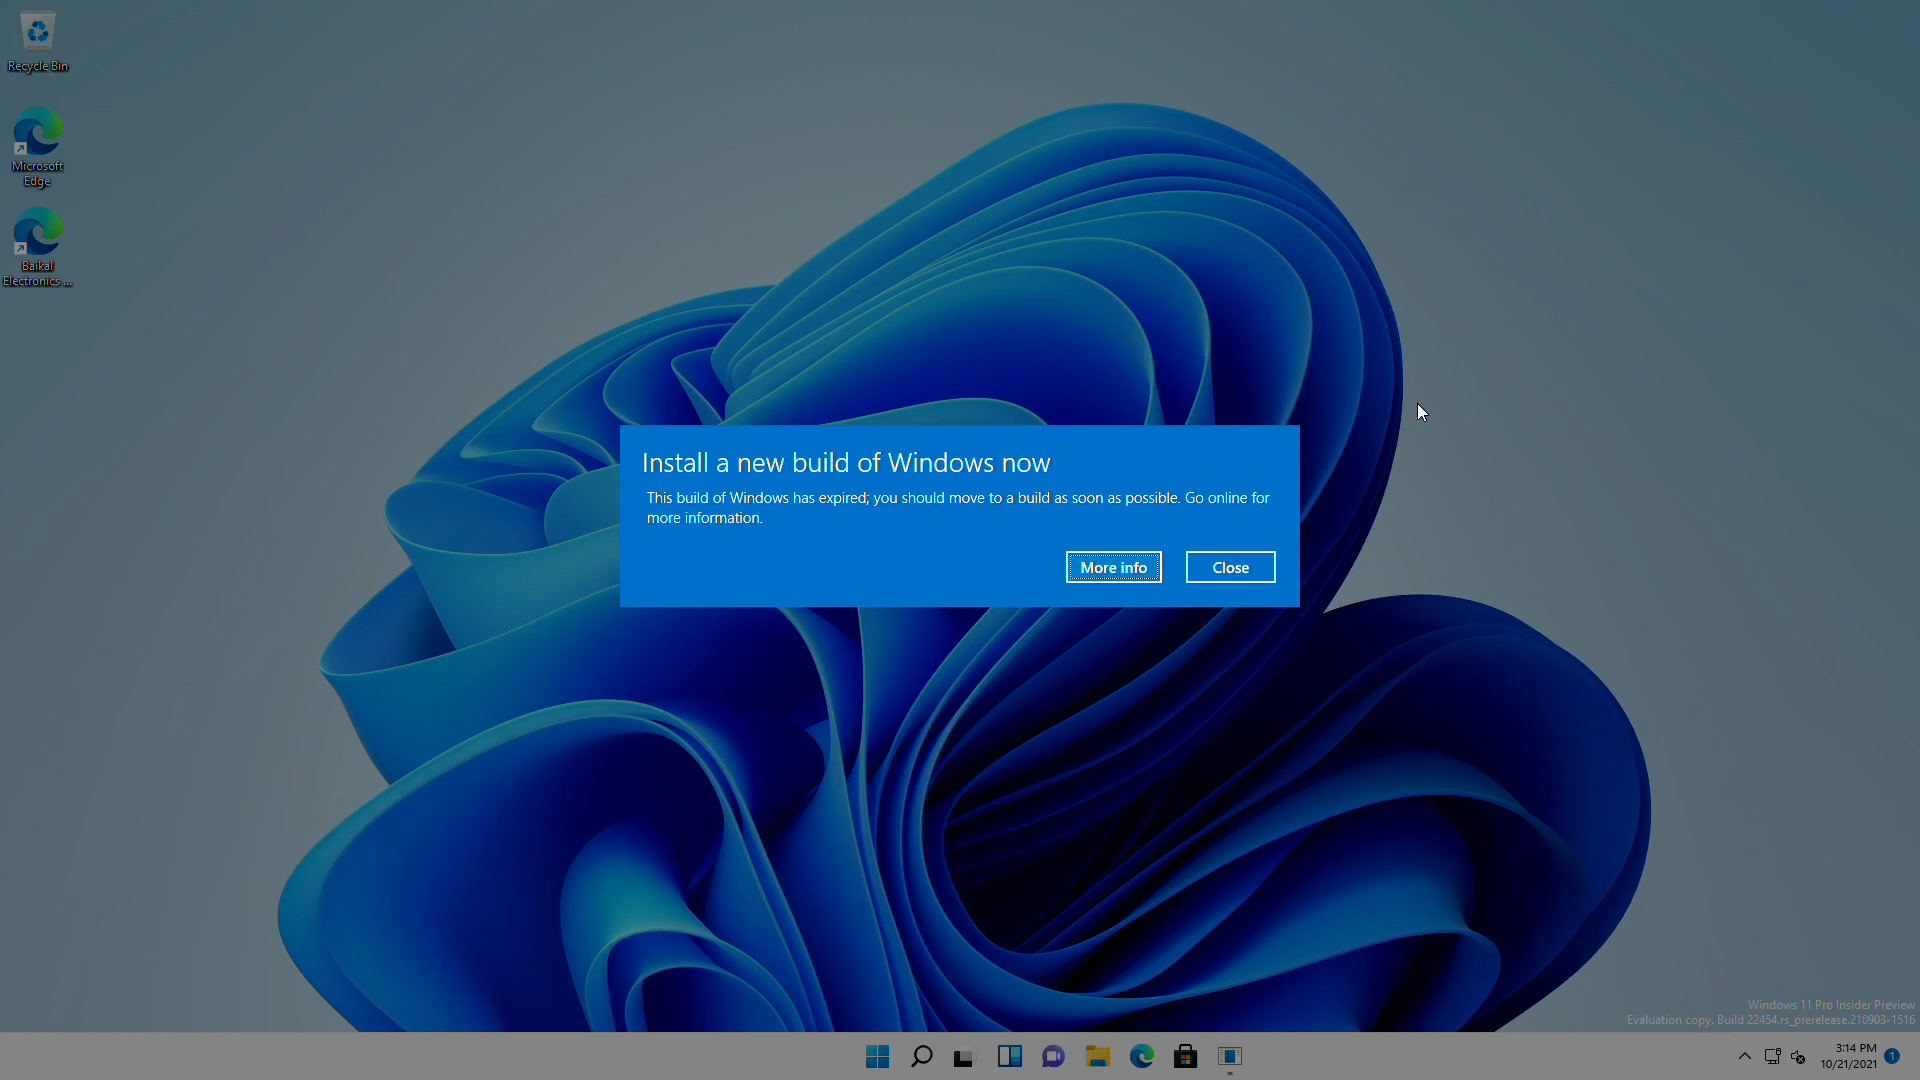 Recycle Bin
Microsoft
Edge
Baikal
Electronics ...
Install a new build of Windows now
This build of Windows has expired; you should move to a build as soon as possible. Go online for
more information.
More info
Close
Windows 11 Pro Insider Preview
Evaluation copy. Build 22454.rs_prerelease.210903-1516
3:14 PM
10/21/2021
1